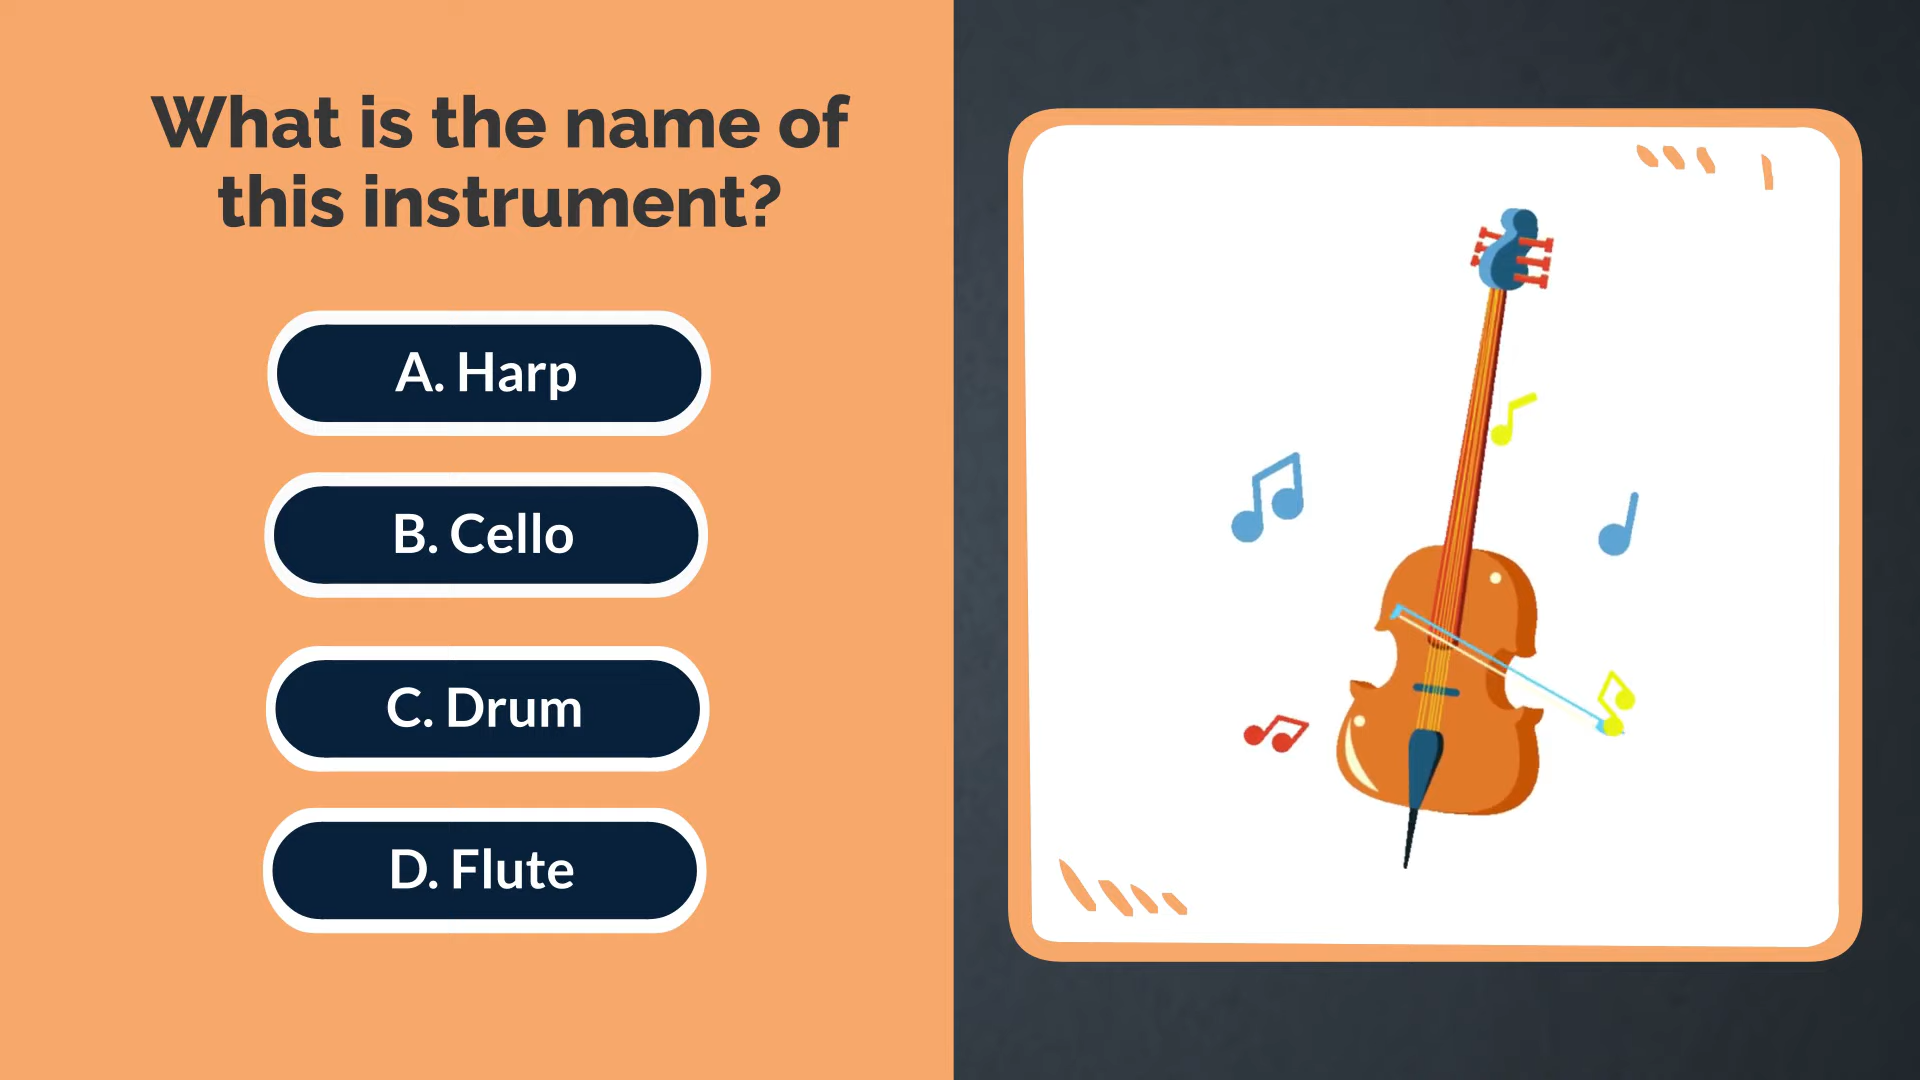 What is the name of
this instrument?
A. Harp
B. Cello
C. Drum
D. Flute